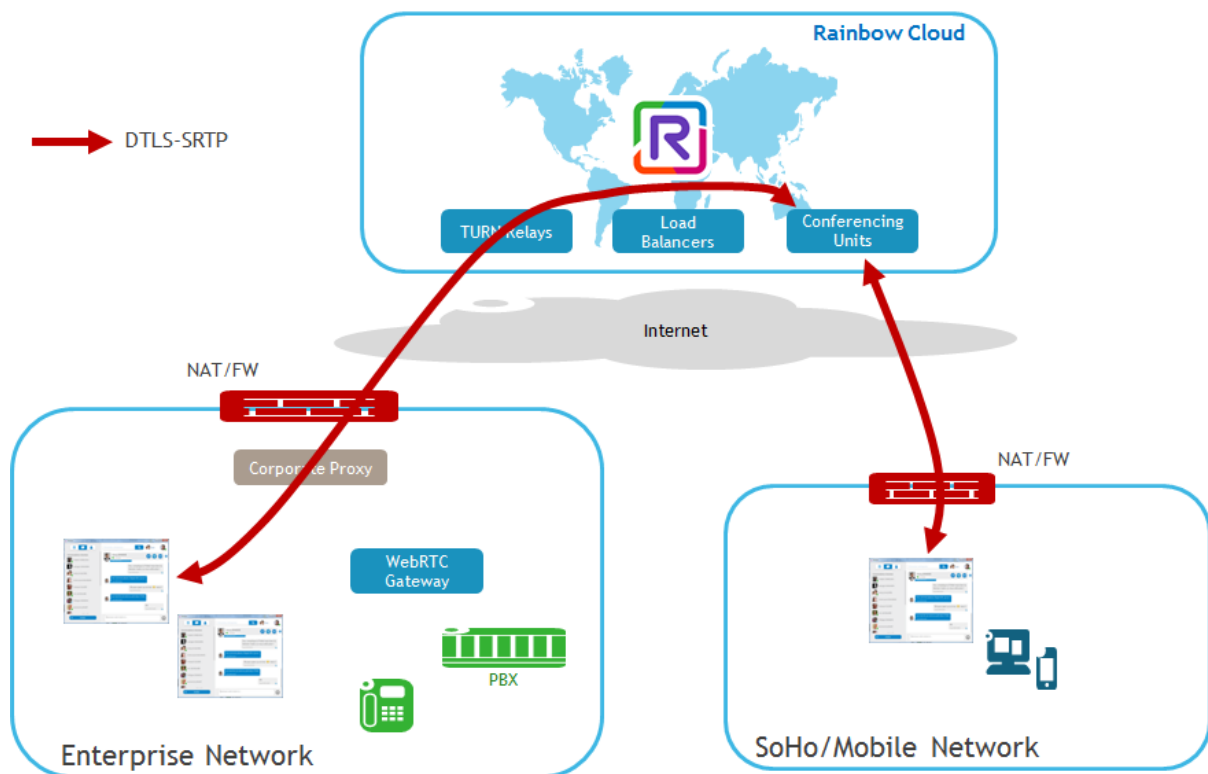 Rainbow Cloud
DTLS-SRTP
R
TURN Relays
Load
Balancers
Conferencing
Units
Internet
NAT/FW
Corporate Proxy
NAT/FW
WebRTC
Gateway
PBX
Enterprise Network
SoHo/Mobile Network